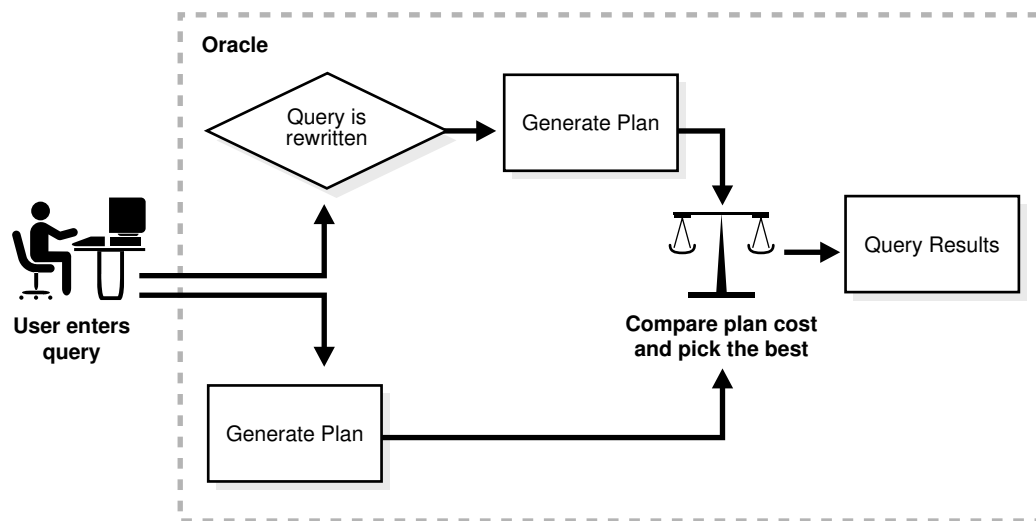 Oracle
Query is
rewritten
Generate Plan
Query Results
User enters
query
Compare plan cost
and pick the best
Generate Plan